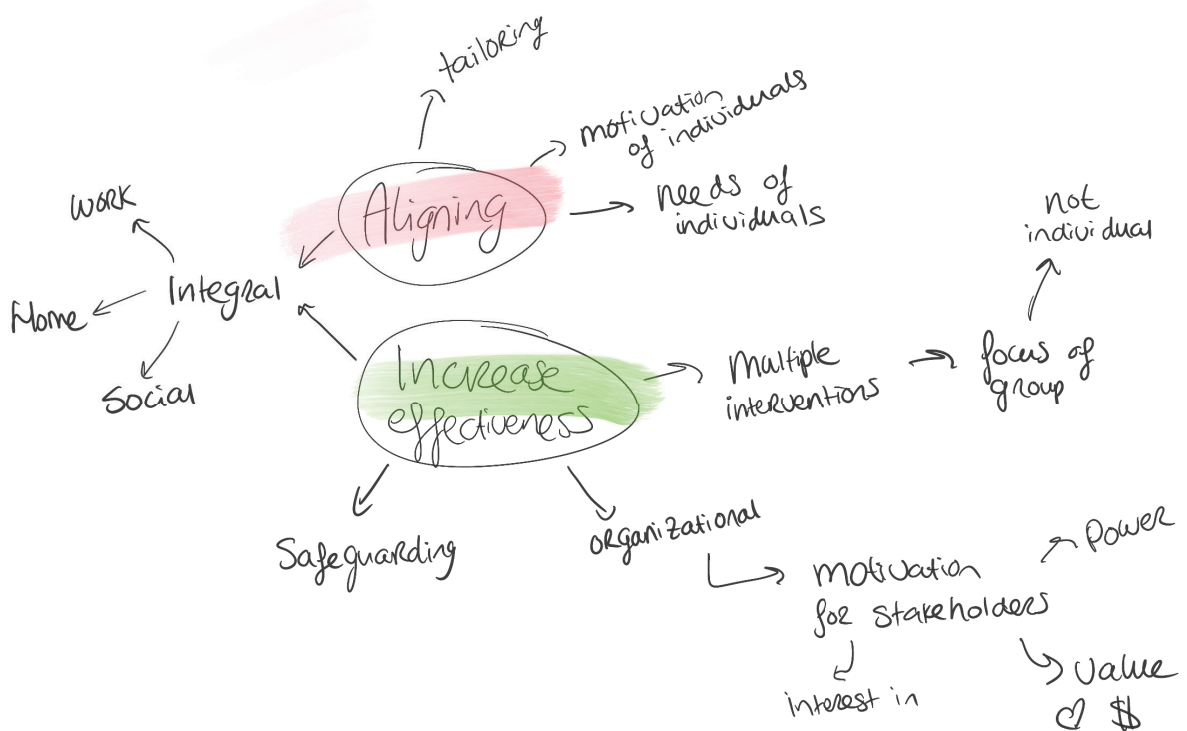 tailoring
motivation
of individuals
Aligning
needs of
individuals
WORK
Integral
Home
Social
not
individual
Increase
effectiveness
Multiple
interventions
focus of
group
Safeguarding
organizational
motivation
for stakeholders
Power
interest in
Value
♡ $